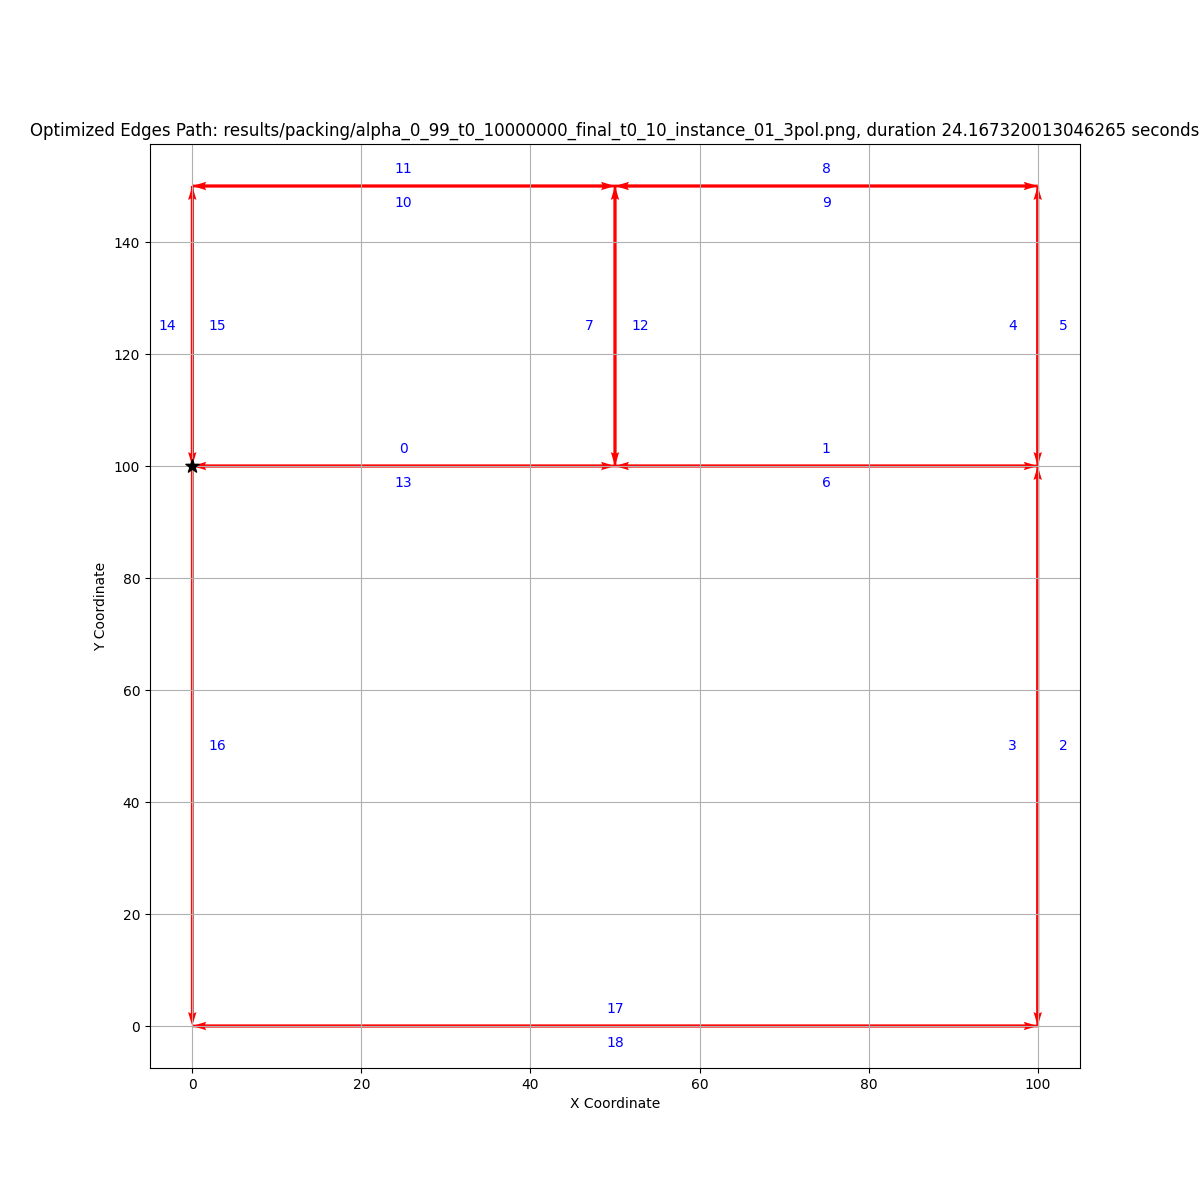 Optimized Edges Path: results/packing/alpha_0_99_t0_10000000_final_t0_10_instance_01_3pol.png, duration 24.167320013046265 seconds
11 8
10 9
140
14 15 7 12 4 5
120
0 1
100
13 6
80
Y Coordinate
60
16 3 2
40
20
17
0
18
0 20 40 60 80 100
X Coordinate